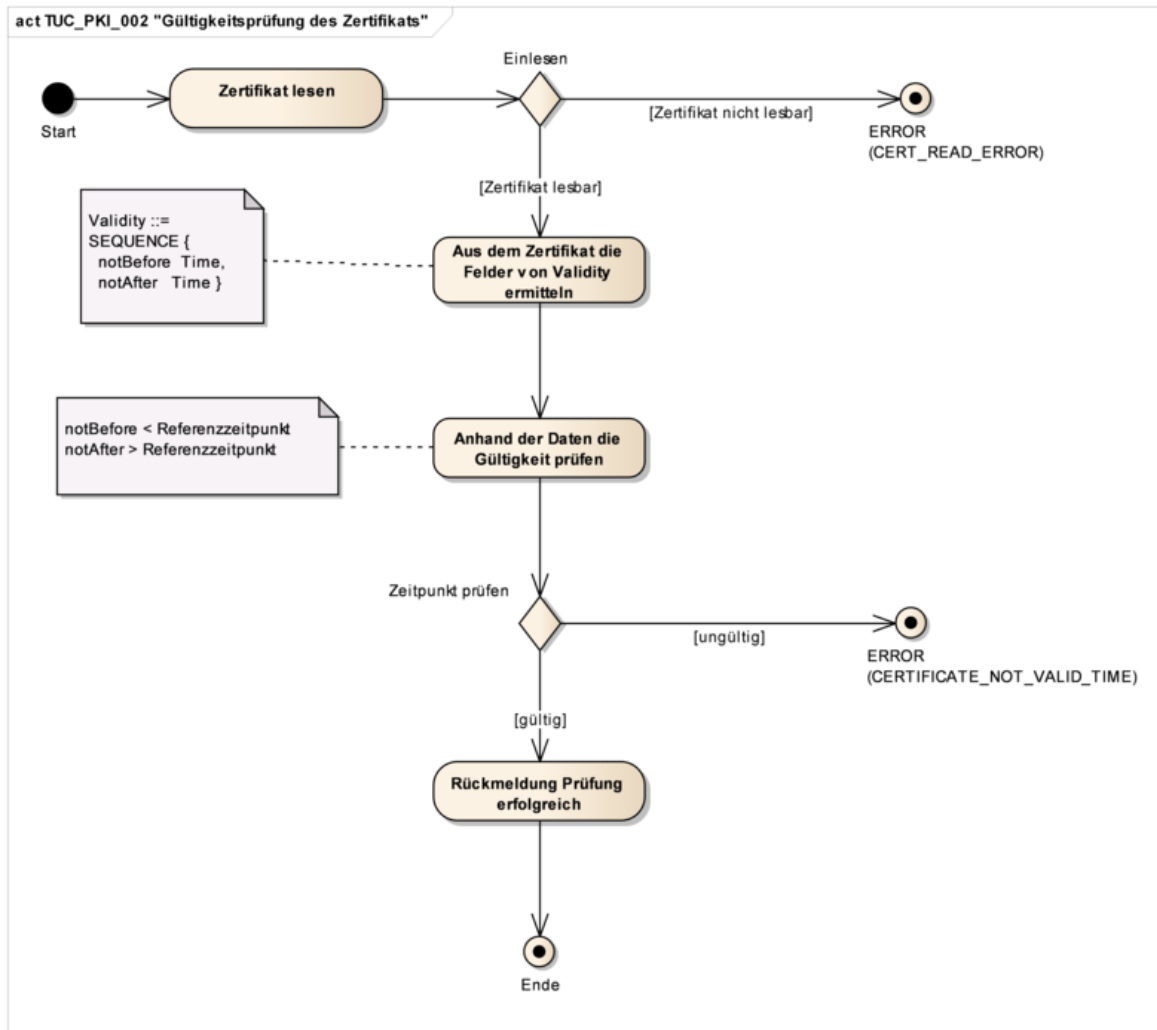 act TUC_PKI_002 "Gültigkeitsprüfung des Zertifikats"
Einlesen
Zertifikat lesen
Start
[Zertifikat nicht lesbar]
ERROR
(CERT_READ_ERROR)
[Zertifikat lesbar]
Validity ::=
SEQUENCE {
notBefore  Time,
notAfter   Time }
Aus dem Zertifikat die
Felder von Validity
ermitteln
notBefore < Referenzzeitpunkt
notAfter > Referenzzeitpunkt
Anhand der Daten die
Gültigkeit prüfen
Zeitpunkt prüfen
[ungültig]
ERROR
(CERTIFICATE_NOT_VALID_TIME)
[gültig]
Rückmeldung Prüfung
erfolgreich
Ende